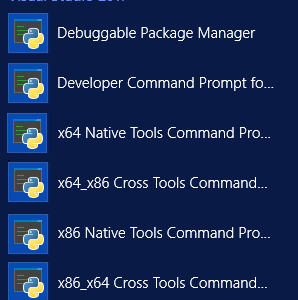 Debuggable Package Manager
Developer Command Prompt fo...
x64 Native Tools Command Pro...
x64_x86 Cross Tools Command...
x86 Native Tools Command Pro...
x86_x64 Cross Tools Command...